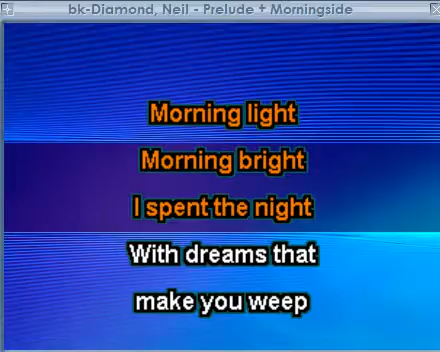 bk-Diamond, Neil - Prelude + Morningside
Morning light
Morning bright
I spent the night
With dreams that
make you weep